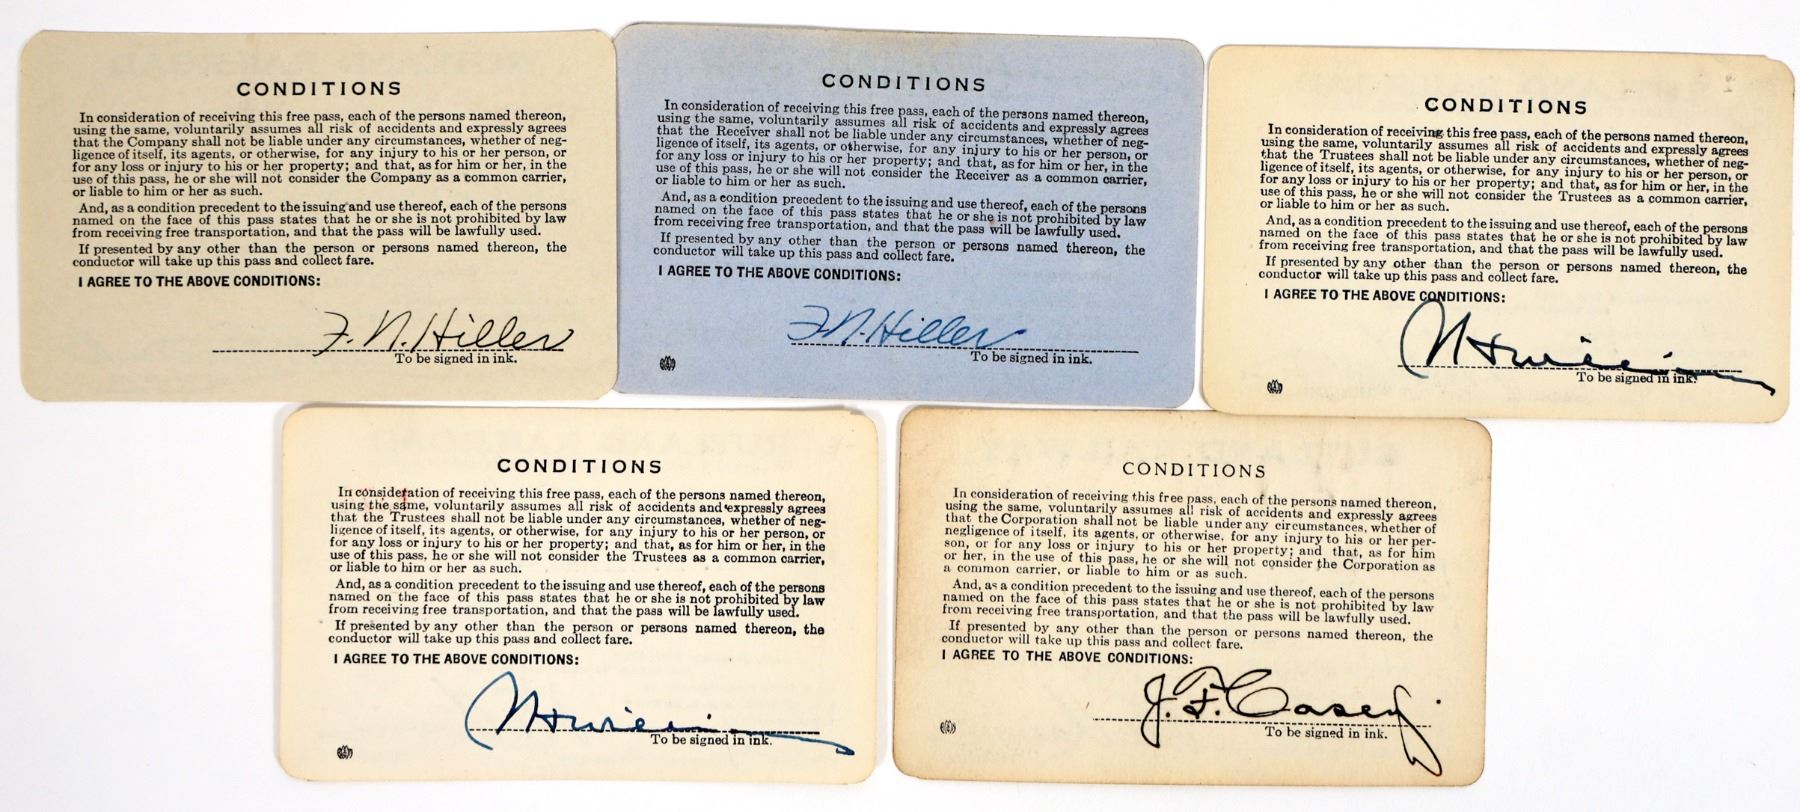 CONDITIONS
In consideration of receiving this free pass, each of the persons named thereon,
using the same, voluntarily assumes all risk of accidents and expressly agrees
that the Company shall not be liable under any circumstances, whether of neg-
ligence of itself, its agents, or otherwise, for any injury to his or her person, or
for any loss or injury to his or her property; and that, as for him or her, in the
use of this pass, he or she will not consider the Company as a common carrier,
or liable to him or her as such.
And, as a condition precedent to the issuing and use thereof, each of the persons
named on the face of this pass states that he or she is not prohibited by law
from receiving free transportation, and that the pass will be lawfully used.
If presented by any other than the person or persons named thereon, the
conductor will take up this pass and collect fare.
I AGREE TO THE ABOVE CONDITIONS:
F. N. Hiller
To be signed in ink.
CONDITIONS
In consideration of receiving this free pass, each of the persons named thereon,
using the same, voluntarily assumes all risk of accidents and expressly agrees
that the Receiver shall not be liable under any circumstances, whether of neg-
ligence of itself, its agents, or otherwise, for any injury to his or her person, or
for any loss or injury to his or her property; and that, as for him or her, in the
use of this pass, he or she will not consider the Receiver as a common carrier,
or liable to him or her as such.
And, as a condition precedent to the issuing and use thereof, each of the persons
named on the face of this pass states that he or she is not prohibited by law
from receiving free transportation, and that the pass will be lawfully used.
If presented by any other than the person or persons named thereon, the
conductor will take up this pass and collect fare.
I AGREE TO THE ABOVE CONDITIONS:
F. N. Hiller
To be signed in ink.
CONDITIONS
In consideration of receiving this free pass, each of the persons named thereon,
using the same, voluntarily assumes all risk of accidents and expressly agrees
that the Trustees shall not be liable under any circumstances, whether of neg-
ligence of itself, its agents, or otherwise, for any injury to his or her person, or
for any loss or injury to his or her property; and that, as for him or her, in the
use of this pass, he or she will not consider the Trustees as a common carrier,
or liable to him or her as such.
And, as a condition precedent to the issuing and use thereof, each of the persons
named on the face of this pass states that he or she is not prohibited by law
from receiving free transportation, and that the pass will be lawfully used.
If presented by any other than the person or persons named thereon, the
conductor will take up this pass and collect fare.
I AGREE TO THE ABOVE CONDITIONS:
To be signed in ink.
CONDITIONS
In consideration of receiving this free pass, each of the persons named thereon,
using the same, voluntarily assumes all risk of accidents and expressly agrees
that the Trustees shall not be liable under any circumstances, whether of neg-
ligence of itself, its agents, or otherwise, for any injury to his or her person, or
for any loss or injury to his or her property; and that, as for him or her, in the
use of this pass, he or she will not consider the Trustees as a common carrier,
or liable to him or her as such.
And, as a condition precedent to the issuing and use thereof, each of the persons
named on the face of this pass states that he or she is not prohibited by law
from receiving free transportation, and that the pass will be lawfully used.
If presented by any other than the person or persons named thereon, the
conductor will take up this pass and collect fare.
I AGREE TO THE ABOVE CONDITIONS:
To be signed in ink.
CONDITIONS
In consideration of receiving this free pass, each of the persons named thereon,
using the same, voluntarily assumes all risk of accidents and expressly agrees
that the Corporation shall not be liable under any circumstances, whether of
negligence of itself, its agents, or otherwise, for any injury to his or her per-
son, or for any loss or injury to his or her property; and that, as for him
or her, in the use of this pass, he or she will not consider the Corporation as
a common carrier, or liable to him or as such.
And, as a condition precedent to the issuing and use thereof, each of the persons
named on the face of this pass states that he or she is not prohibited by law
from receiving free transportation, and that the pass will be lawfully used.
If presented by any other than the person or persons named thereon, the
conductor will take up this pass and collect fare.
I AGREE TO THE ABOVE CONDITIONS:
J. F. Casey
To be signed in ink.